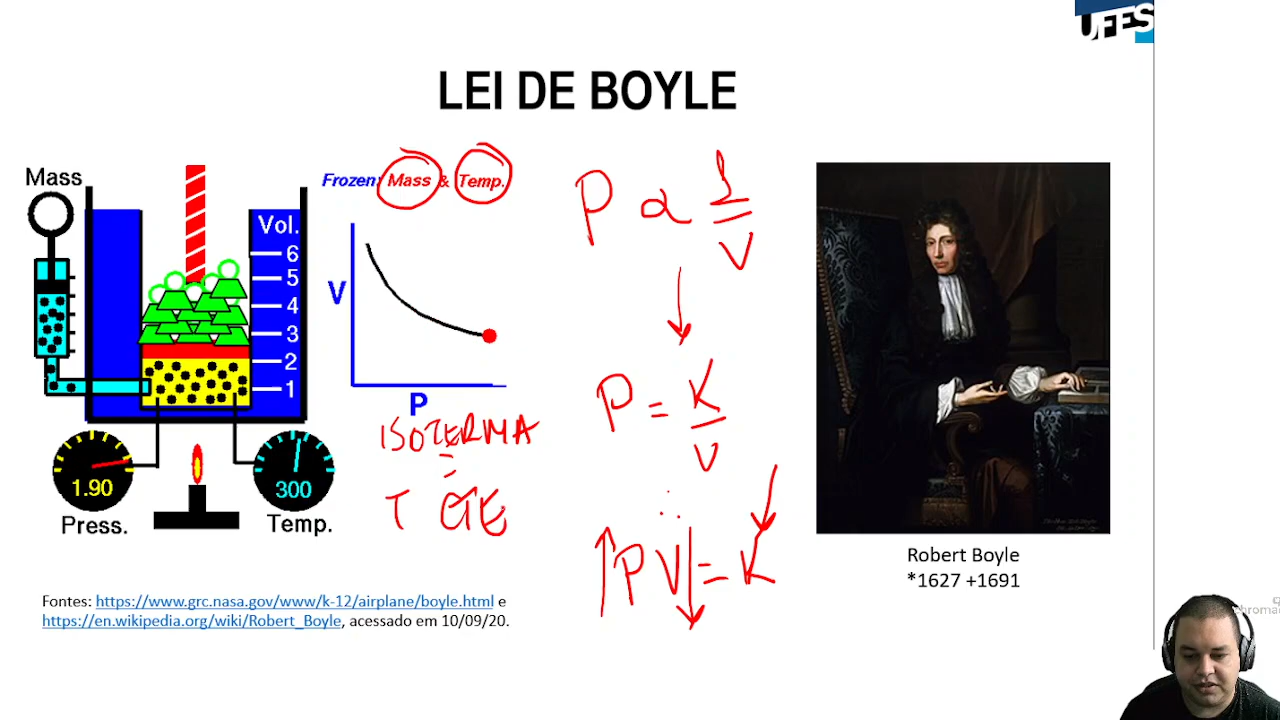 UFES
LEI DE BOYLE
Mass
Frozen: Mass & Temp.
Vol.
6
5
4
3
2
1
V
P
1.90
300
Press.
Temp.
ISOTERMA
T CTE
P α 1/V
P = K/V
∴
PV = K
Robert Boyle
*1627 +1691
Fontes: https://www.grc.nasa.gov/www/k-12/airplane/boyle.html e
https://en.wikipedia.org/wiki/Robert_Boyle, acessado em 10/09/20.